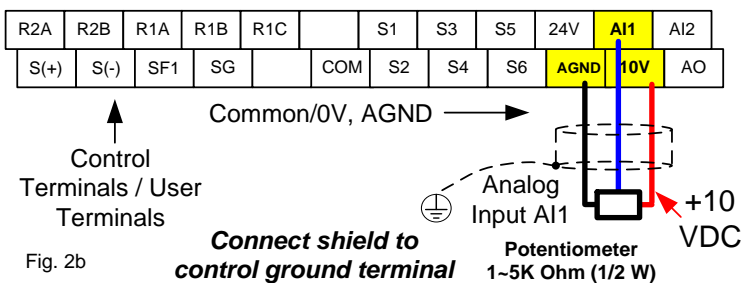 R2A R2B R1A R1B R1C S1 S3 S5 24V AI1 AI2
S(+) S(-) SF1 SG COM S2 S4 S6 AGND 10V AO
Common/0V, AGND
Control
Terminals / User
Terminals
Analog
Input AI1
+10
VDC
Fig. 2b
Connect shield to
control ground terminal
Potentiometer
1~5K Ohm (1/2 W)